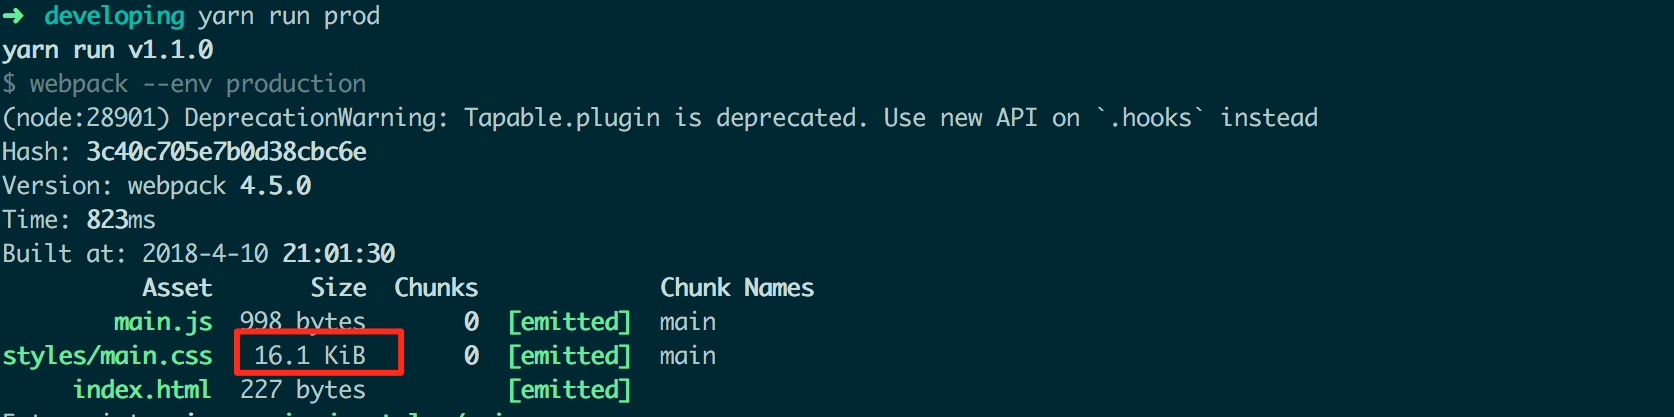 ➜ developing yarn run prod
yarn run v1.1.0
$ webpack --env production
(node:28901) DeprecationWarning: Tapable.plugin is deprecated. Use new API on `.hooks` instead
Hash: 3c40c705e7b0d38cbc6e
Version: webpack 4.5.0
Time: 823ms
Built at: 2018-4-10 21:01:30
Asset Size Chunks Chunk Names
main.js 998 bytes 0 [emitted] main
styles/main.css 16.1 KiB 0 [emitted] main
index.html 227 bytes [emitted]